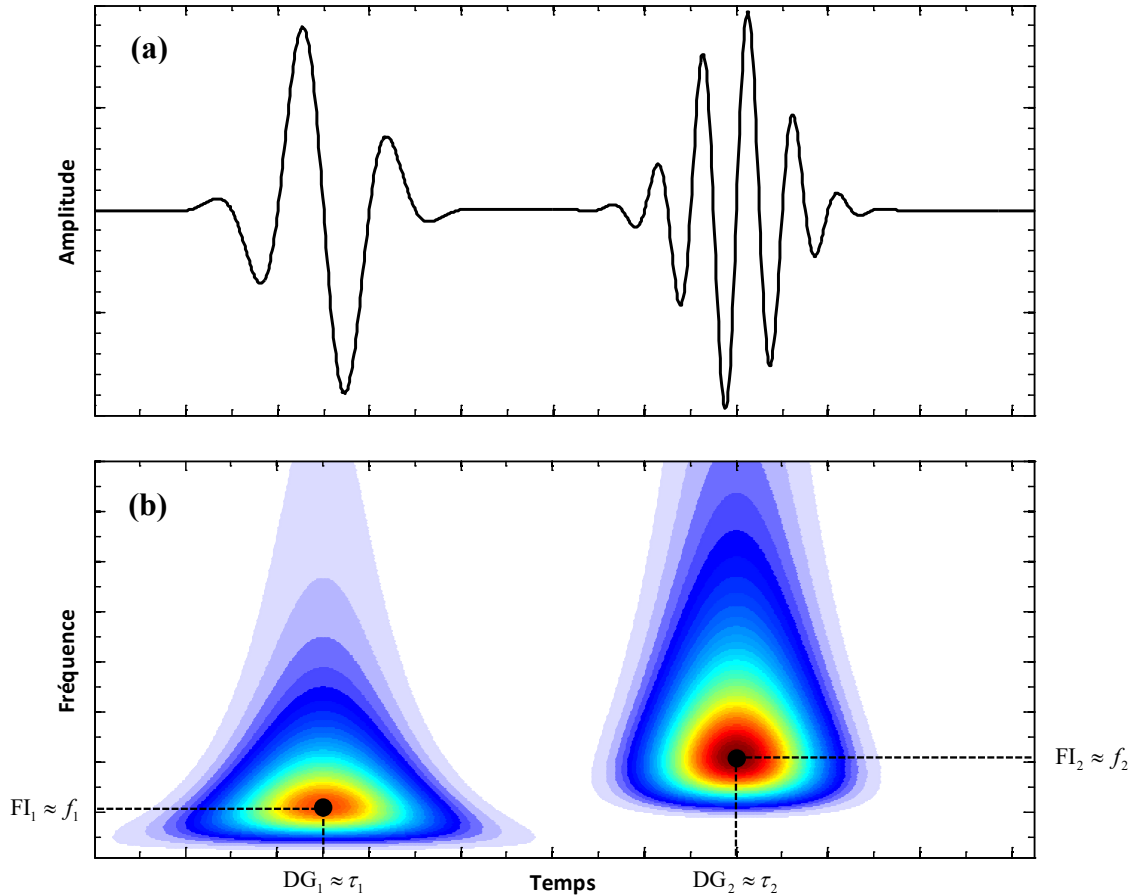 (a)
Amplitude
(b)
Fréquence
FI₁ ≈ f₁
FI₂ ≈ f₂
DG₁ ≈ τ₁
Temps
DG₂ ≈ τ₂